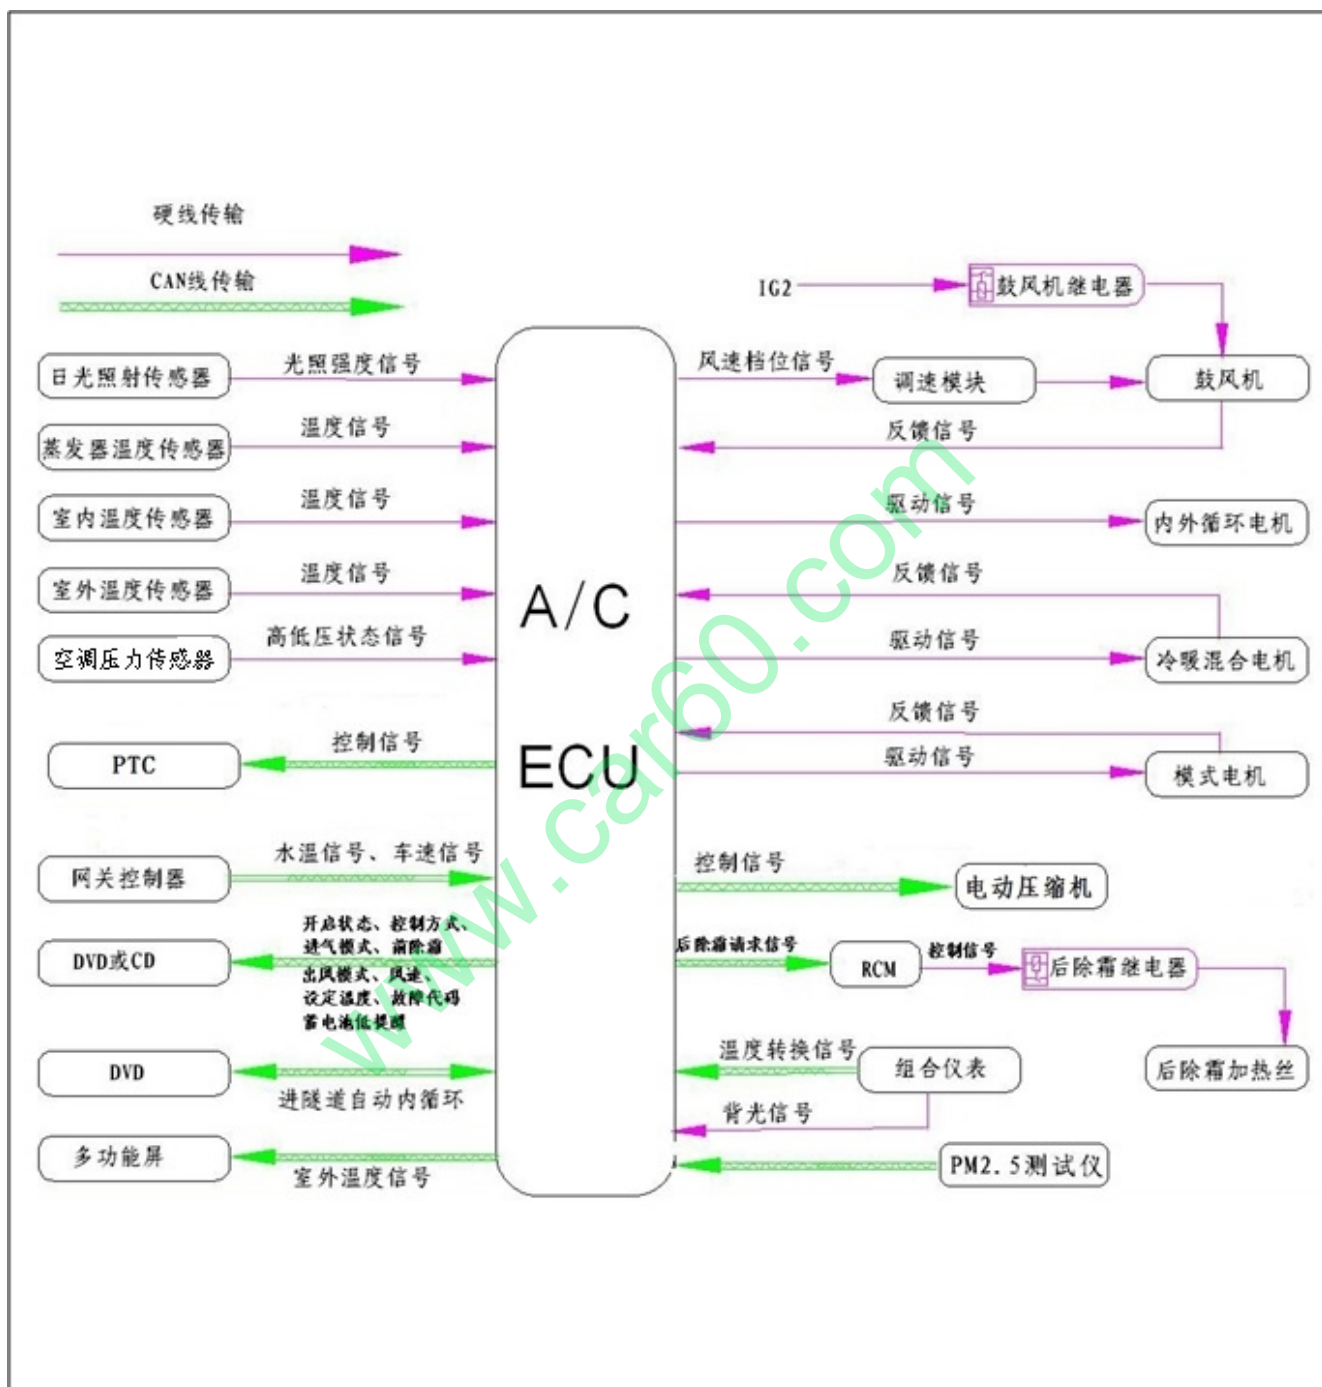 硬线传输
CAN线传输
IG2
鼓风机继电器
日光照射传感器
光照强度信号
风速档位信号
调速模块
鼓风机
蒸发器温度传感器
温度信号
反馈信号
室内温度传感器
温度信号
驱动信号
内外循环电机
室外温度传感器
温度信号
反馈信号
空调压力传感器
高低压状态信号
驱动信号
冷暖混合电机
A/C
ECU
反馈信号
PTC
控制信号
驱动信号
模式电机
网关控制器
水温信号、车速信号
控制信号
电动压缩机
DVD或CD
开启状态、控制方式、
进气模式、前除霜
出风模式、风速、
设定温度、故障代码
蓄电池低提醒
后除霜请求信号
RCM
控制信号
后除霜继电器
DVD
进隧道自动内循环
温度转换信号
组合仪表
后除霜加热丝
背光信号
多功能屏
室外温度信号
PM2.5测试仪
www.car60.com